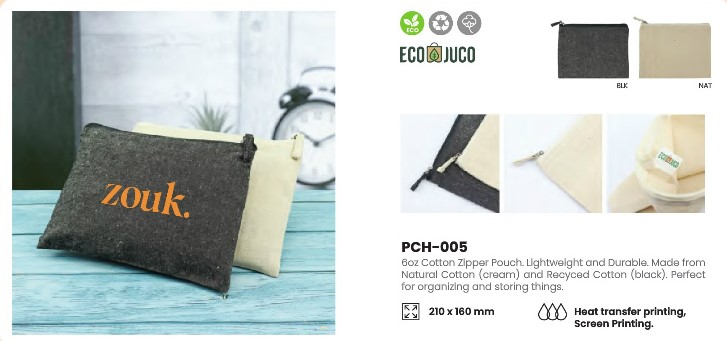 zouk.
ECO
ECO JUCO
BLK
NAT
ECO JUCO
PCH-005
6oz Cotton Zipper Pouch. Lightweight and Durable. Made from
Natural Cotton (cream) and Recyced Cotton (black). Perfect
for organizing and storing things.
210 x 160 mm
Heat transfer printing,
Screen Printing.